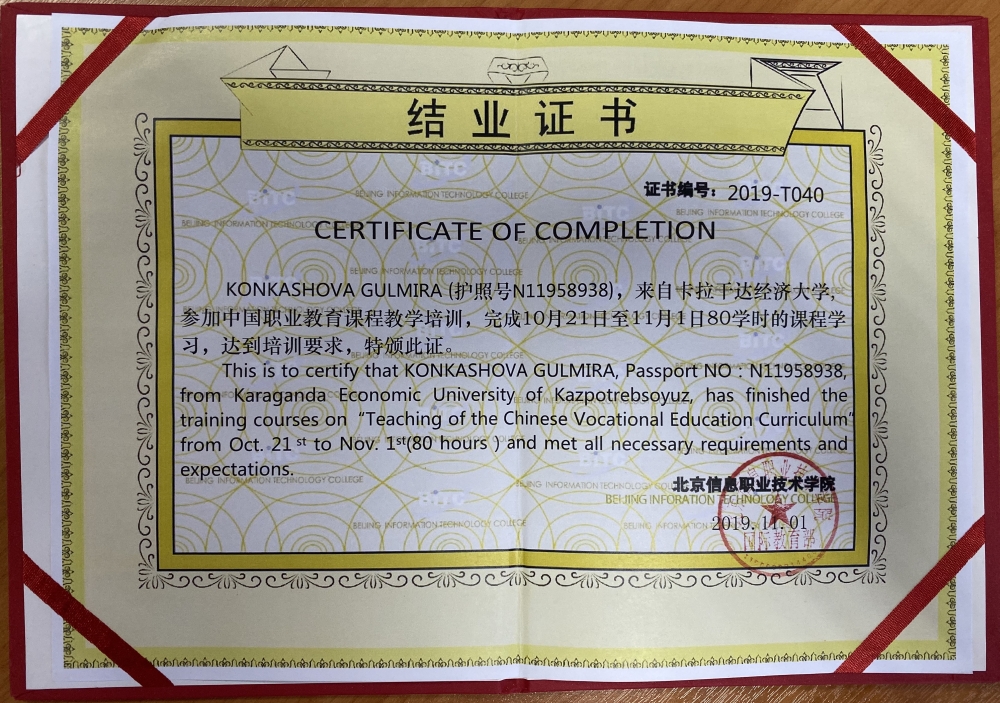 结业证书
证书编号：2019-T040
CERTIFICATE OF COMPLETION
KONKASHOVA GULMIRA (护照号N11958938)，来自卡拉干达经济大学，
参加中国职业教育课程教学培训，完成10月21日至11月1日80学时的课程学
习，达到培训要求，特颁此证。
This is to certify that KONKASHOVA GULMIRA, Passport NO：N11958938,
from Karaganda Economic University of Kazpotrebsoyuz, has finished the
training courses on “Teaching of the Chinese Vocational Education Curriculum”
from Oct. 21 st to Nov. 1st(80 hours ) and met all necessary requirements and
expectations.
北京信息职业技术学院
BEIJING INFORATION TECHNOLOGY COLLEGE
2019.11.01
国际教育部
BITC
BEIJING INFORMATION TECHNOLOGY COLLEGE